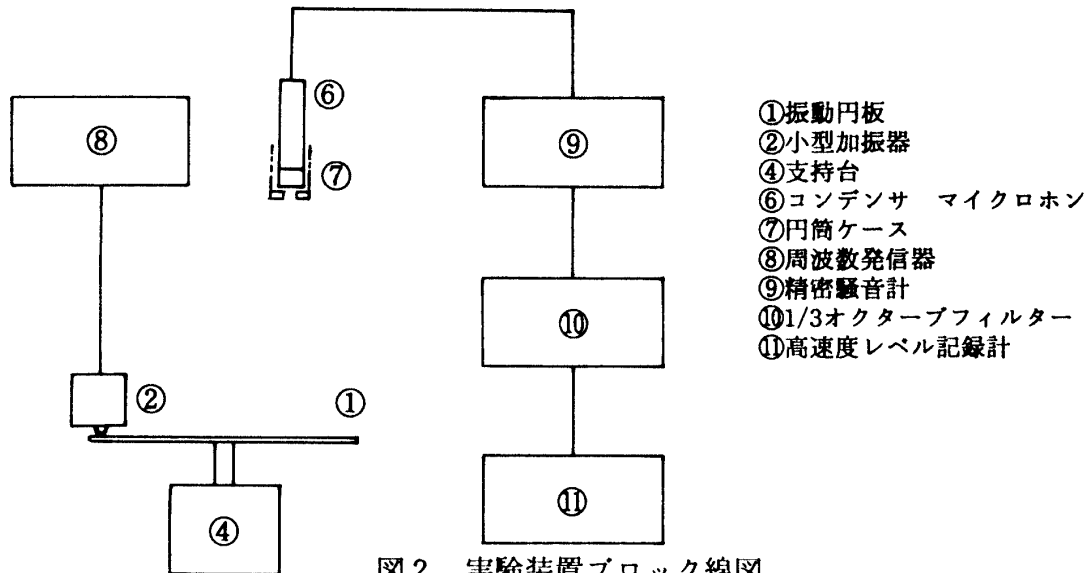 ⑧
⑥
⑦
⑨
⑩
⑪
②
①
④
①振動円板
②小型加振器
④支持台
⑥コンデンサ マイクロホン
⑦円筒ケース
⑧周波数発信器
⑨精密騒音計
⑩1/3オクターブフィルター
⑪高速度レベル記録計
図2 実験装置ブロック線図